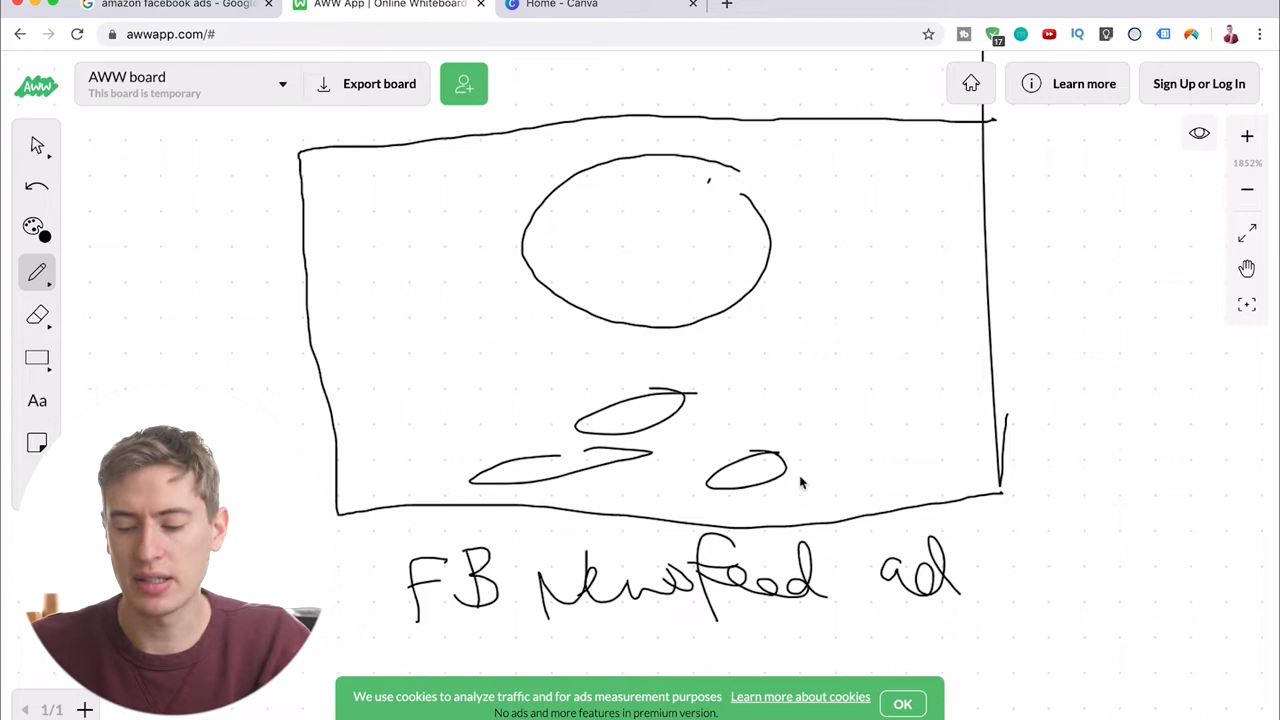 amazon facebook ads - Google
AWW App | Online Whiteboard
Home - Canva
awwapp.com/#
17
IQ
AWW
AWW board
This board is temporary
Export board
Learn more
Sign Up or Log In
1852%
Aa
FB Newsfeed ad
1/1
We use cookies to analyze traffic and for ads measurement purposes Learn more about cookies
No ads and more features in premium version.
OK